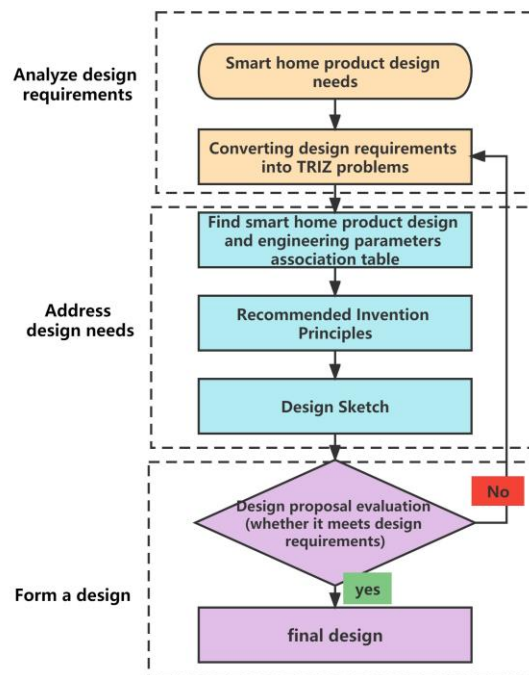 Analyze design
requirements
Smart home product design
needs
Converting design requirements
into TRIZ problems
Address
design needs
Find smart home product design
and engineering parameters
association table
Recommended Invention
Principles
Design Sketch
Form a design
Design proposal evaluation
(whether it meets design
requirements)
No
yes
final design